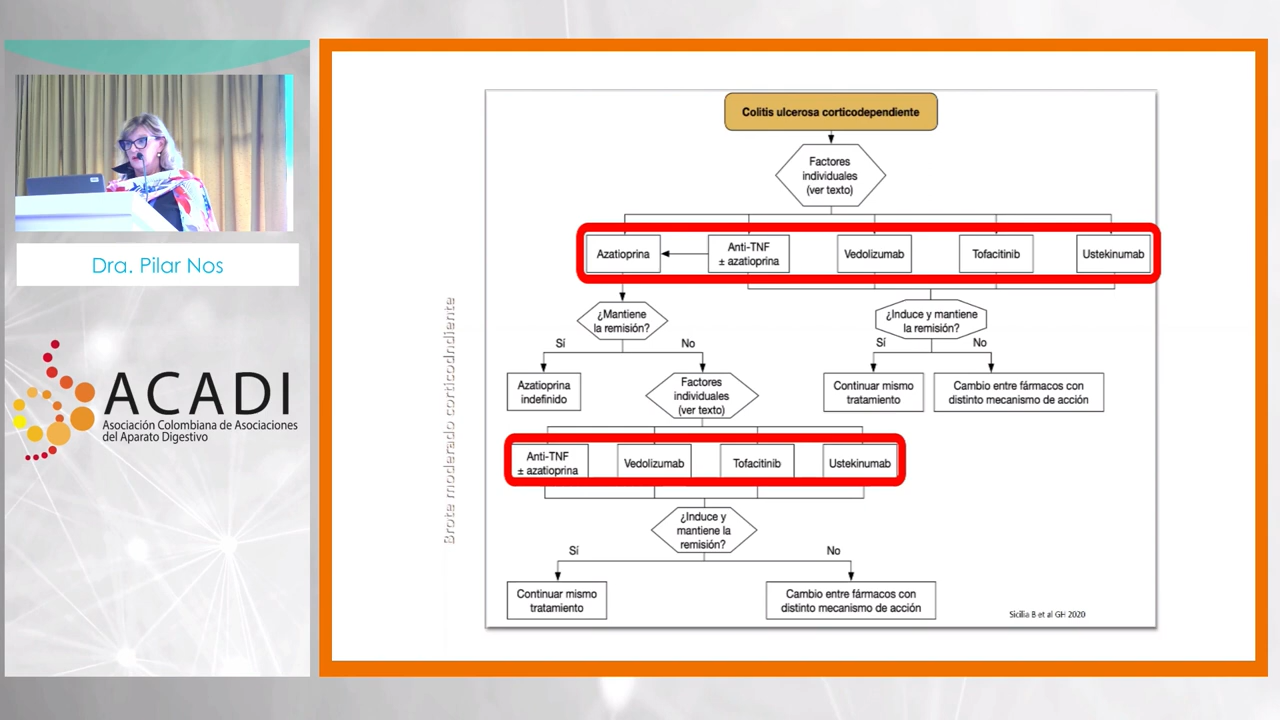 Dra. Pilar Nos
ACADI
Asociación Colombiana de Asociaciones
del Aparato Digestivo
Brote moderado corticodndiente
Colitis ulcerosa corticodependiente
Factores
individuales
(ver texto)
Azatioprina
Anti-TNF
± azatioprina
Vedolizumab
Tofacitinib
Ustekinumab
¿Mantiene
la remisión?
¿Induce y mantiene
la remisión?
Sí
No
Sí
No
Azatioprina
indefinido
Factores
individuales
(ver texto)
Continuar mismo
tratamiento
Cambio entre fármacos con
distinto mecanismo de acción
Anti-TNF
± azatioprina
Vedolizumab
Tofacitinib
Ustekinumab
¿Induce y
mantiene la
remisión?
Sí
No
Continuar mismo
tratamiento
Cambio entre fármacos con
distinto mecanismo de acción
Sicilia B et al GH 2020